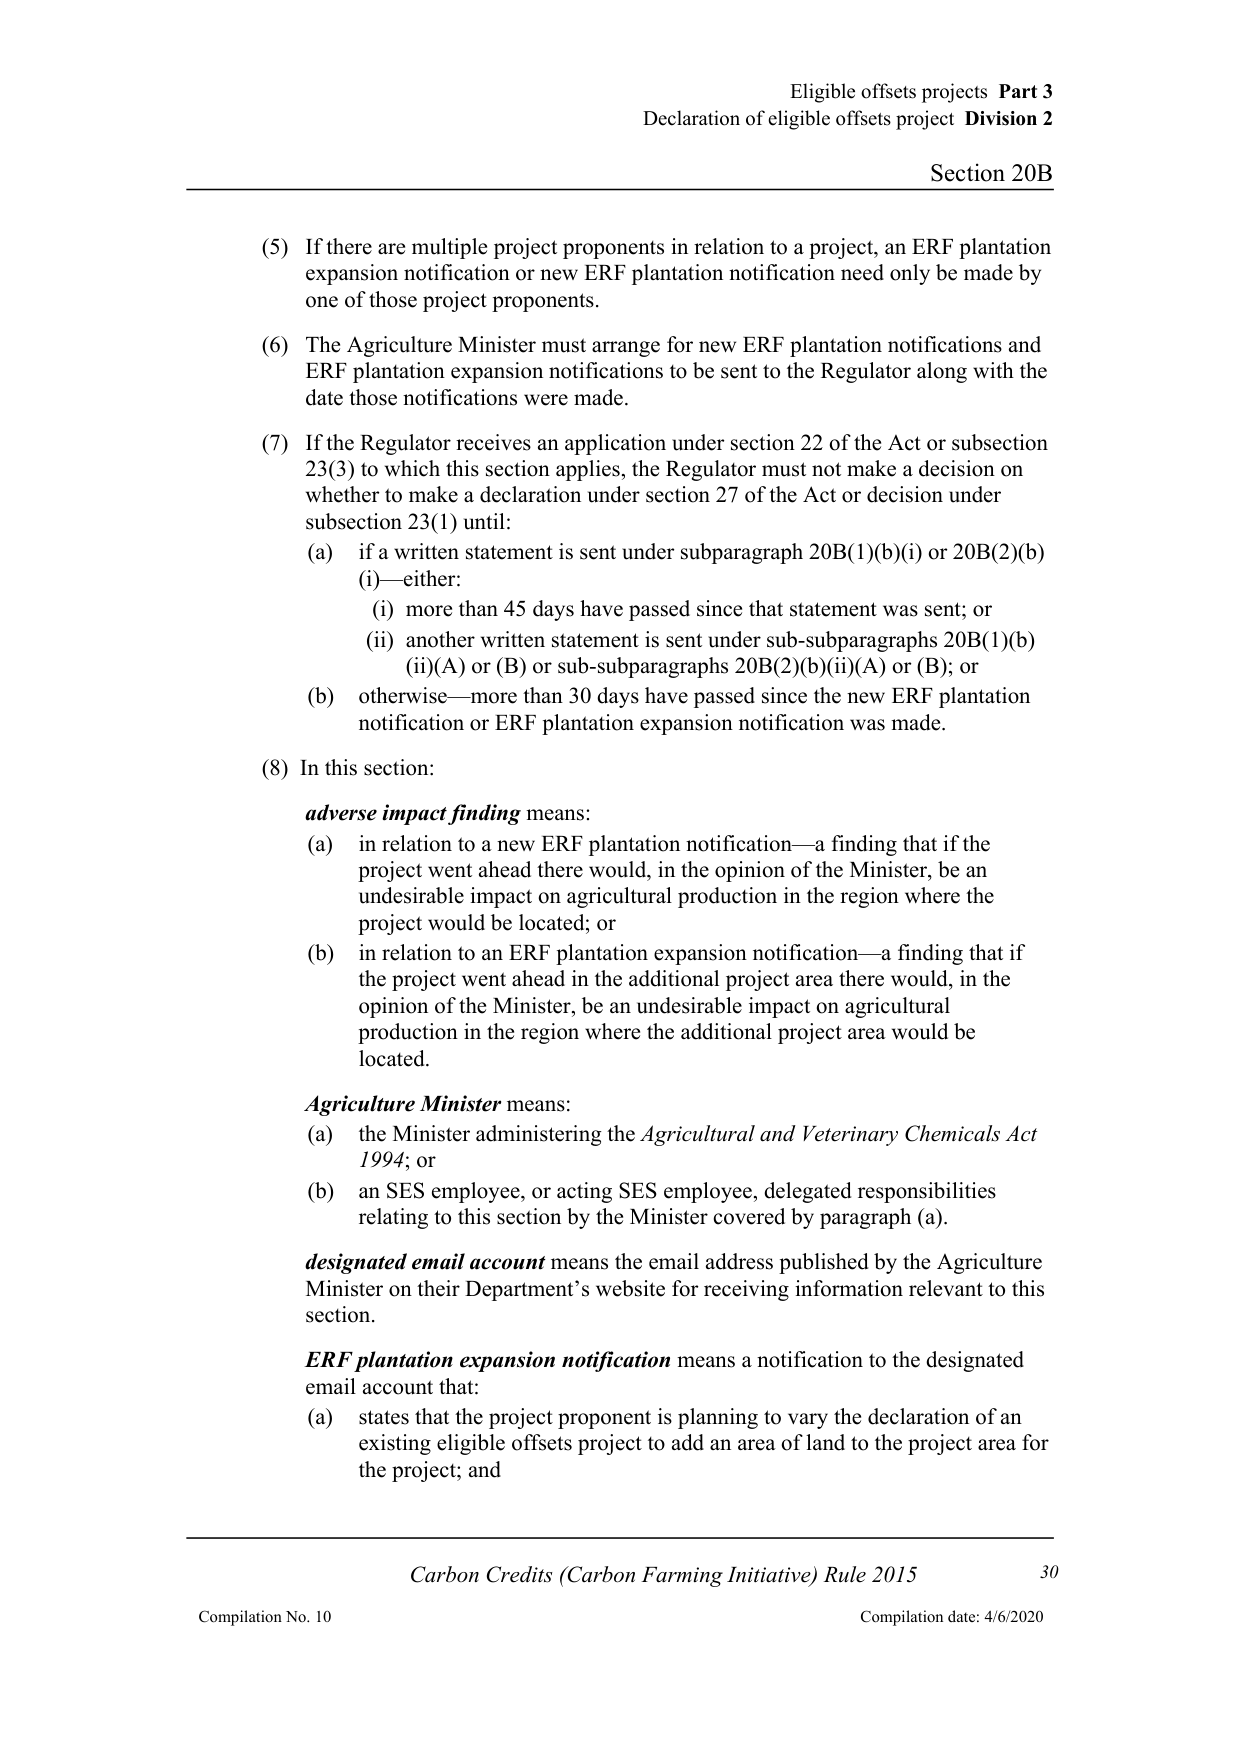 Eligible offsets projects Part 3
Declaration of eligible offsets project Division 2
Section 20B
(5) If there are multiple project proponents in relation to a project, an ERF plantation
expansion notification or new ERF plantation notification need only be made by
one of those project proponents.
(6) The Agriculture Minister must arrange for new ERF plantation notifications and
ERF plantation expansion notifications to be sent to the Regulator along with the
date those notifications were made.
(7) If the Regulator receives an application under section 22 of the Act or subsection
23(3) to which this section applies, the Regulator must not make a decision on
whether to make a declaration under section 27 of the Act or decision under
subsection 23(1) until:
(a) if a written statement is sent under subparagraph 20B(1)(b)(i) or 20B(2)(b)
(i)—either:
(i) more than 45 days have passed since that statement was sent; or
(ii) another written statement is sent under sub-subparagraphs 20B(1)(b)
(ii)(A) or (B) or sub-subparagraphs 20B(2)(b)(ii)(A) or (B); or
(b) otherwise—more than 30 days have passed since the new ERF plantation
notification or ERF plantation expansion notification was made.
(8) In this section:
adverse impact finding means:
(a) in relation to a new ERF plantation notification—a finding that if the
project went ahead there would, in the opinion of the Minister, be an
undesirable impact on agricultural production in the region where the
project would be located; or
(b) in relation to an ERF plantation expansion notification—a finding that if
the project went ahead in the additional project area there would, in the
opinion of the Minister, be an undesirable impact on agricultural
production in the region where the additional project area would be
located.
Agriculture Minister means:
(a) the Minister administering the Agricultural and Veterinary Chemicals Act
1994; or
(b) an SES employee, or acting SES employee, delegated responsibilities
relating to this section by the Minister covered by paragraph (a).
designated email account means the email address published by the Agriculture
Minister on their Department’s website for receiving information relevant to this
section.
ERF plantation expansion notification means a notification to the designated
email account that:
(a) states that the project proponent is planning to vary the declaration of an
existing eligible offsets project to add an area of land to the project area for
the project; and
Carbon Credits (Carbon Farming Initiative) Rule 2015 30
Compilation No. 10 Compilation date: 4/6/2020